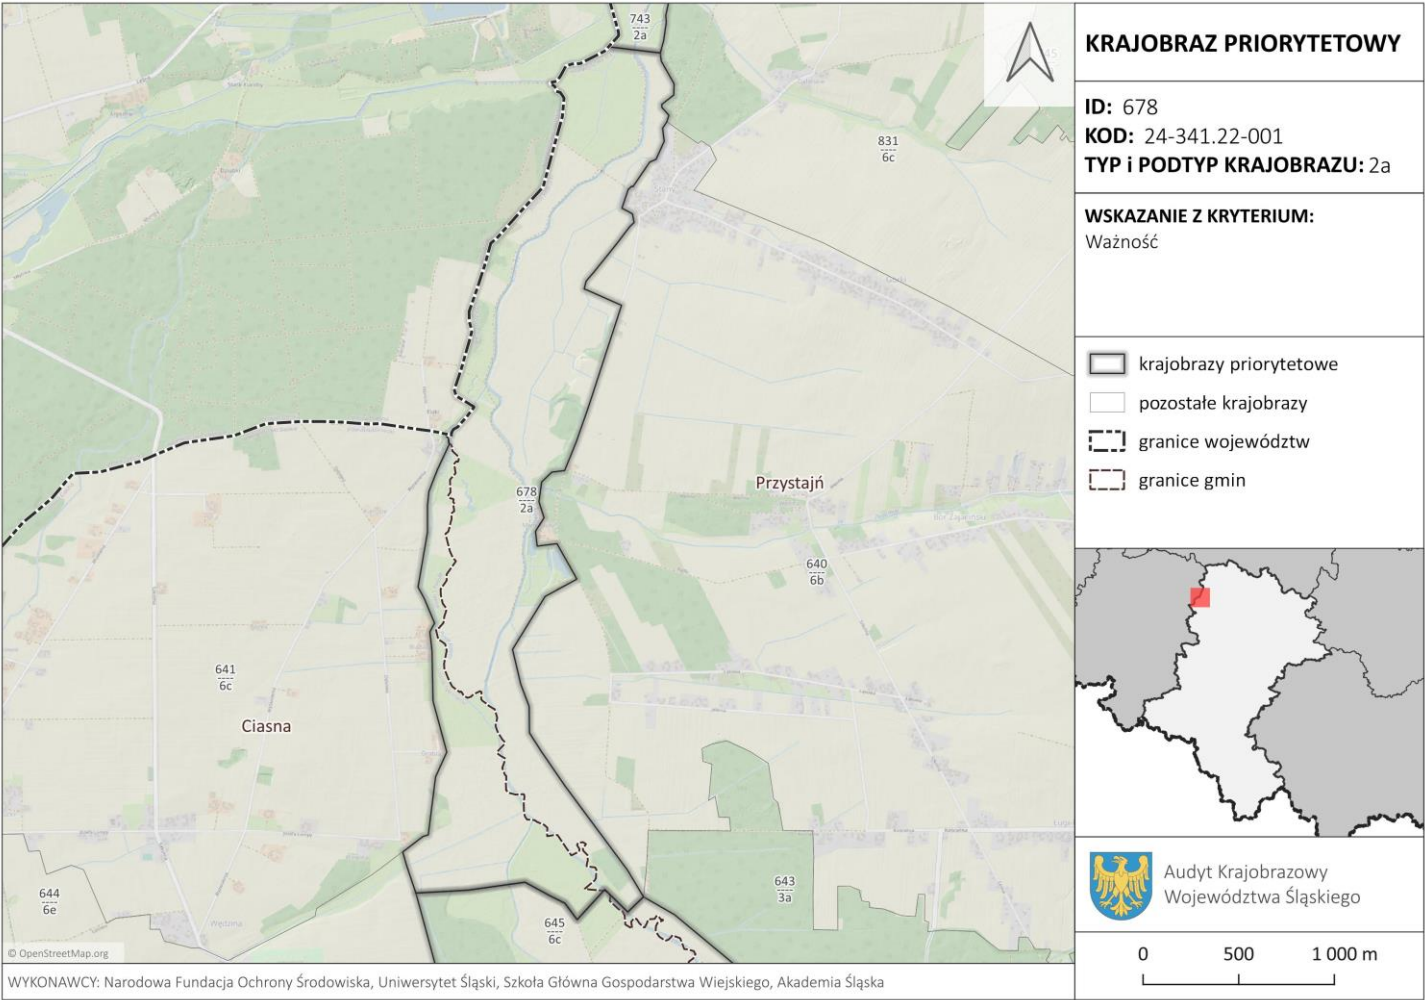 743
2a
831
6c
678
2a
Przystajń
640
6b
641
6c
Ciasna
644
6e
645
6c
643
3a
© OpenStreetMap.org
WYKONAWCY: Narodowa Fundacja Ochrony Środowiska, Uniwersytet Śląski, Szkoła Główna Gospodarstwa Wiejskiego, Akademia Śląska
KRAJOBRAZ PRIORYTETOWY
ID: 678
KOD: 24-341.22-001
TYP i PODTYP KRAJOBRAZU: 2a
WSKAZANIE Z KRYTERIUM:
Ważność
krajobrazy priorytetowe
pozostałe krajobrazy
granice województw
granice gmin
Audyt Krajobrazowy
Województwa Śląskiego
0 500 1 000 m